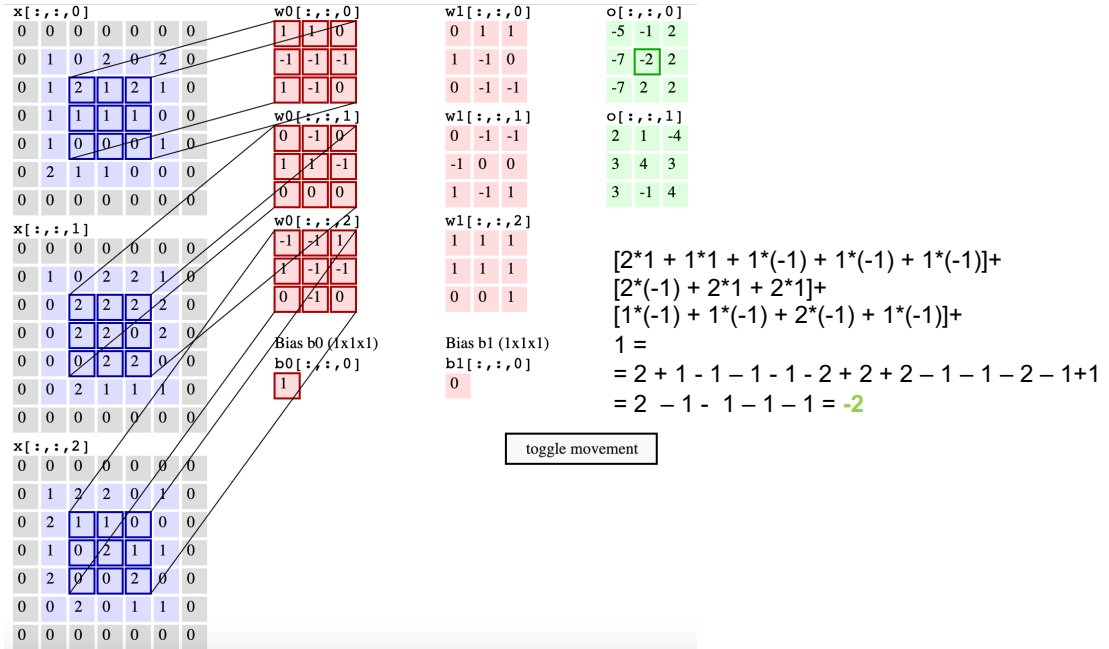 x[:,:,0]
0 0 0 0 0 0 0
0 1 0 2 0 2 0
0 1 2 1 2 1 0
0 1 1 1 1 0 0
0 1 0 0 0 1 0
0 2 1 1 0 0 0
0 0 0 0 0 0 0
x[:,:,1]
0 0 0 0 0 0 0
0 1 0 2 2 1 0
0 0 2 2 2 2 0
0 0 2 2 0 2 0
0 0 0 2 2 0 0
0 0 2 1 1 1 0
0 0 0 0 0 0 0
x[:,:,2]
0 0 0 0 0 0 0
0 1 2 2 0 1 0
0 2 1 1 0 0 0
0 1 0 2 1 1 0
0 2 0 0 2 0 0
0 0 2 0 1 1 0
0 0 0 0 0 0 0
w0[:,:,0]
1 1 0
-1 -1 -1
1 -1 0
w0[:,:,1]
0 -1 0
1 1 -1
0 0 0
w0[:,:,2]
-1 -1 1
1 -1 -1
0 -1 0
Bias b0 (1x1x1)
b0[:,:,0]
1
w1[:,:,0]
0 1 1
1 -1 0
0 -1 -1
w1[:,:,1]
0 -1 -1
-1 0 0
1 -1 1
w1[:,:,2]
1 1 1
1 1 1
0 0 1
Bias b1 (1x1x1)
b1[:,:,0]
0
o[:,:,0]
-5 -1 2
-7 -2 2
-7 2 2
o[:,:,1]
2 1 -4
3 4 3
3 -1 4
[2*1 + 1*1 + 1*(-1) + 1*(-1) + 1*(-1)]+
[2*(-1) + 2*1 + 2*1]+
[1*(-1) + 1*(-1) + 2*(-1) + 1*(-1)]+
1 =
= 2 + 1 - 1 – 1 - 1 - 2 + 2 + 2 – 1 – 1 – 2 – 1+1
= 2 – 1 - 1 – 1 – 1 = -2
toggle movement